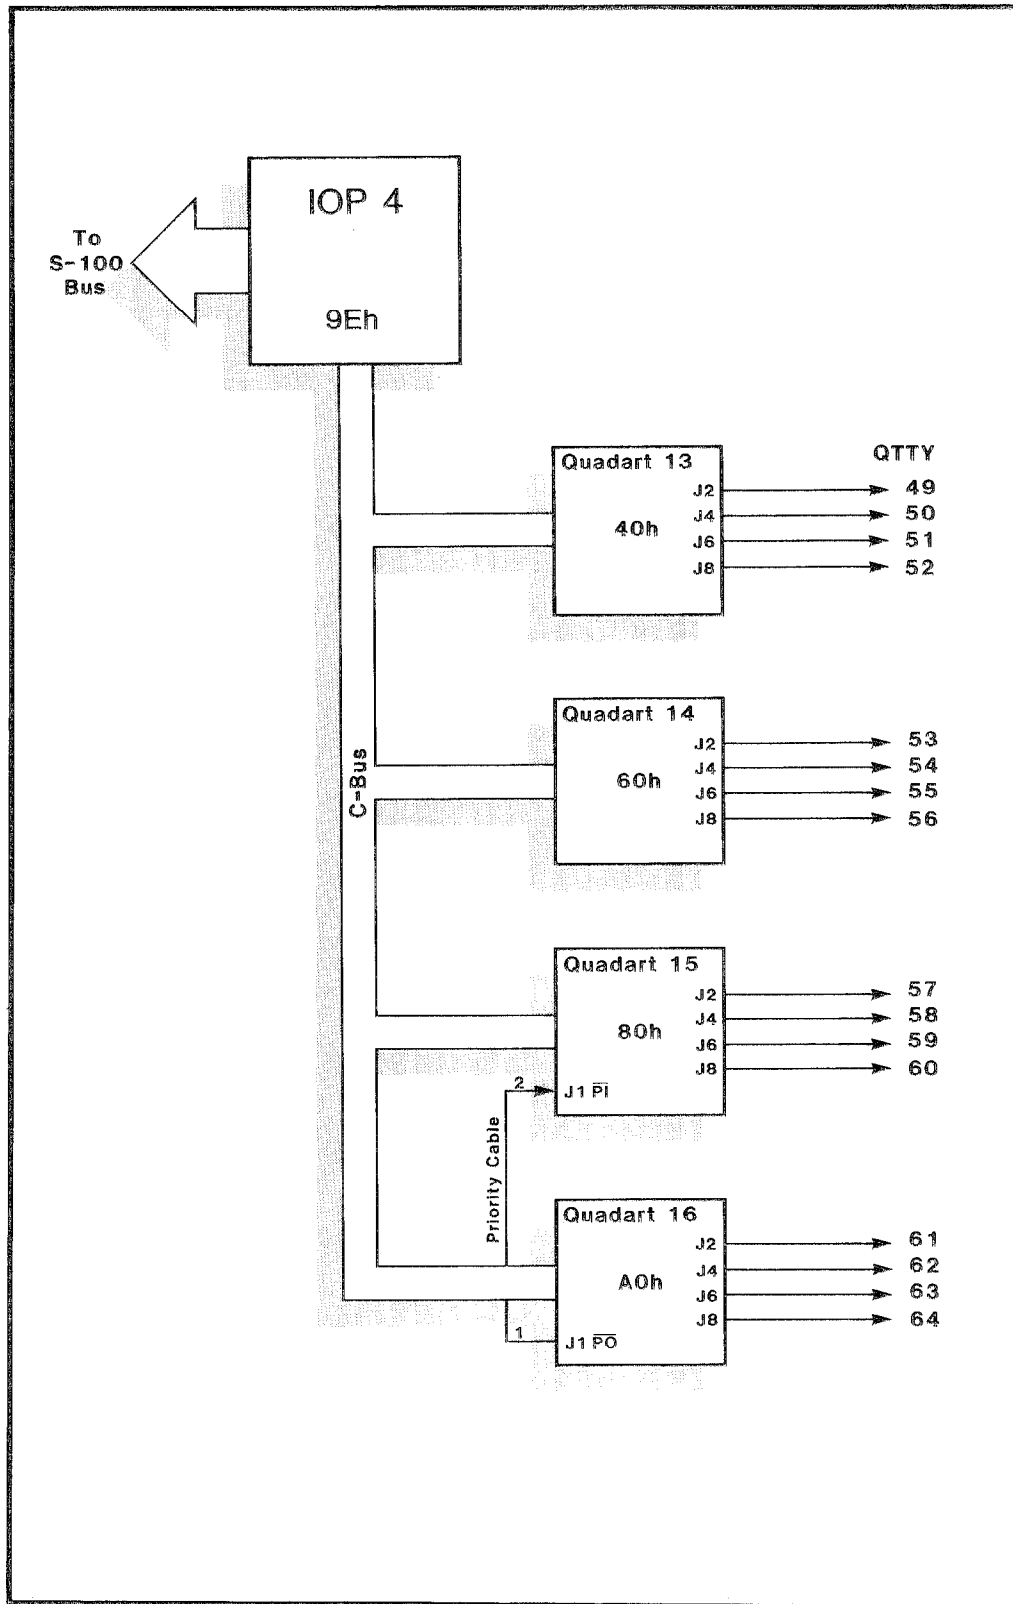 IOP 4
9Eh
To
S-100
Bus
C-Bus
QTTY
Quadart 13
40h
J2 49
J4 50
J6 51
J8 52
Quadart 14
60h
J2 53
J4 54
J6 55
J8 56
Quadart 15
80h
J2 57
J4 58
J6 59
J8 60
2
J1 P̅I̅
Priority Cable
Quadart 16
A0h
J2 61
J4 62
J6 63
J8 64
1
J1 P̅O̅